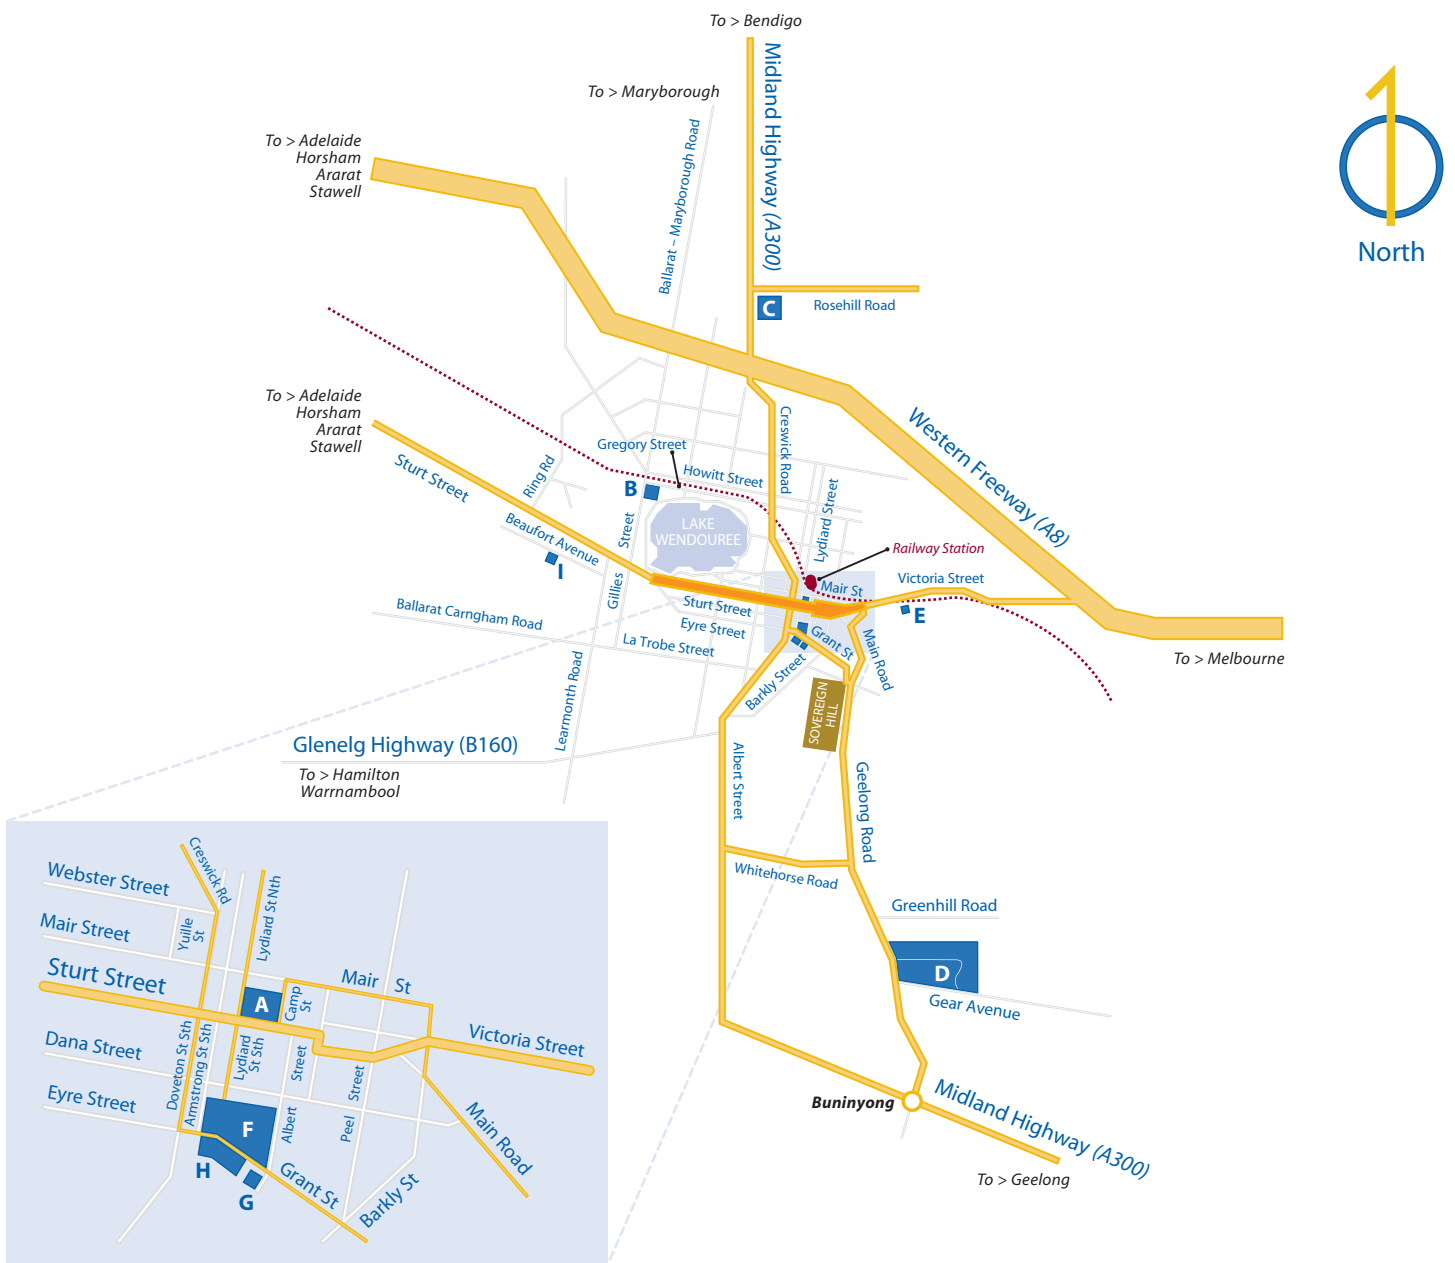 To > Bendigo
Midland Highway (A300)
To > Maryborough
Ballarat – Maryborough Road
To > Adelaide
Horsham
Ararat
Stawell
North
C
Rosehill Road
To > Adelaide
Horsham
Ararat
Stawell
Sturt Street
Ring Rd
Gregory Street
Howitt Street
Creswick Road
Western Freeway (A8)
B
Lydiard Street
LAKE
WENDOUREE
Beaufort Avenue
I
Gillies
Street
Railway Station
Mair St
Victoria Street
E
Ballarat Carngham Road
Sturt Street
Eyre Street
La Trobe Street
Grant St
Main Road
Barkly Street
To > Melbourne
Learmonth Road
SOVEREIGN
HILL
Glenelg Highway (B160)
To > Hamilton
Warrnambool
Albert Street
Geelong Road
Whitehorse Road
Greenhill Road
D
Gear Avenue
Buninyong
Midland Highway (A300)
To > Geelong
Creswick Rd
Webster Street
Lydiard St Nth
Yuille
St
Mair Street
Mair St
Sturt Street
A
Camp
St
Victoria Street
Dana Street
Doveton St Sth
Armstrong St Sth
Lydiard
St Sth
Street
Albert
Street
Peel
Eyre Street
F
H
G
Grant St
Barkly St
Main Road